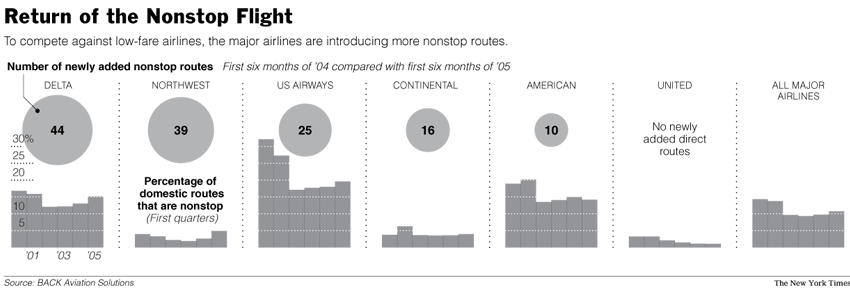 Return of the Nonstop Flight
To compete against low-fare airlines, the major airlines are introducing more nonstop routes.
Number of newly added nonstop routes First six months of ’04 compared with first six months of ’05
DELTA
NORTHWEST
US AIRWAYS
CONTINENTAL
AMERICAN
UNITED
ALL MAJOR
AIRLINES
44
39
25
16
10
No newly
added direct
routes
30%
25
20
10
5
Percentage of
domestic routes
that are nonstop
(First quarters)
’01 ’03 ’05
Source: BACK Aviation Solutions
The New York Times